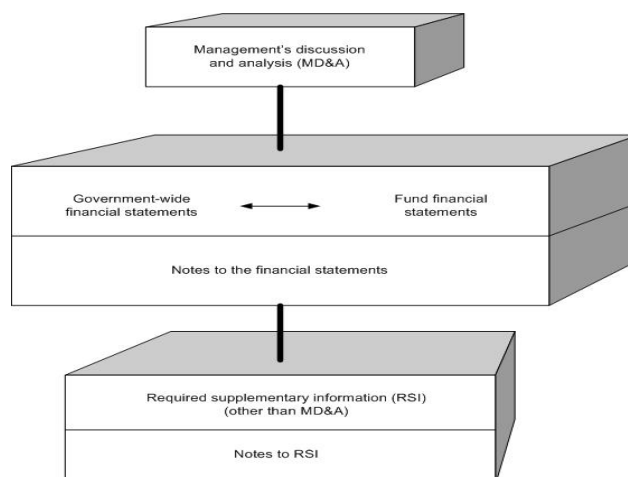 Management's discussion
and analysis (MD&A)
Government-wide
financial statements
Fund financial
statements
Notes to the financial statements
Required supplementary information (RSI)
(other than MD&A)
Notes to RSI